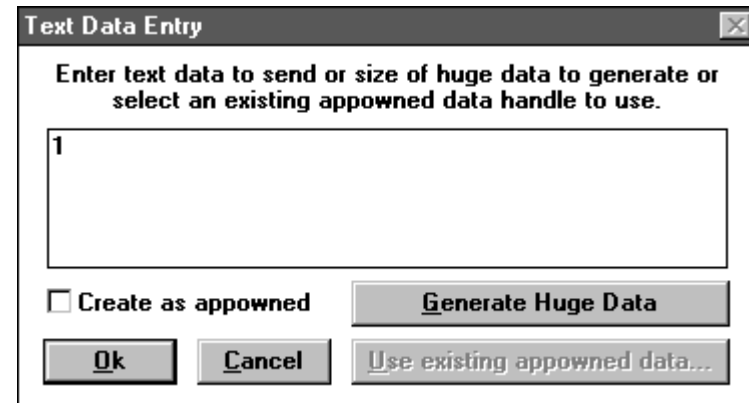 Text Data Entry
Enter text data to send or size of huge data to generate or
select an existing appowned data handle to use.
1
Create as appowned
Generate Huge Data
Ok
Cancel
Use existing appowned data...